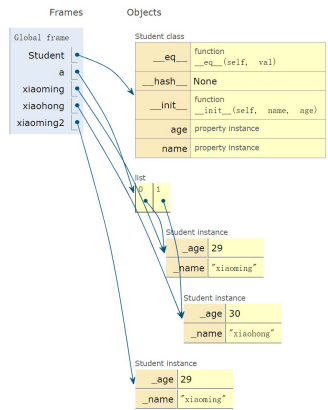 Frames Objects
Global frame
Student
a
xiaoming
xiaohong
xiaoming2
Student class
__eq__ function
__eq__(self, val)
__hash__ None
__init__ function
__init__(self, name, age)
age property instance
name property instance
list
0 1
Student instance
_age 29
_name "xiaoming"
Student instance
_age 30
_name "xiaohong"
Student instance
_age 29
_name "xiaoming"